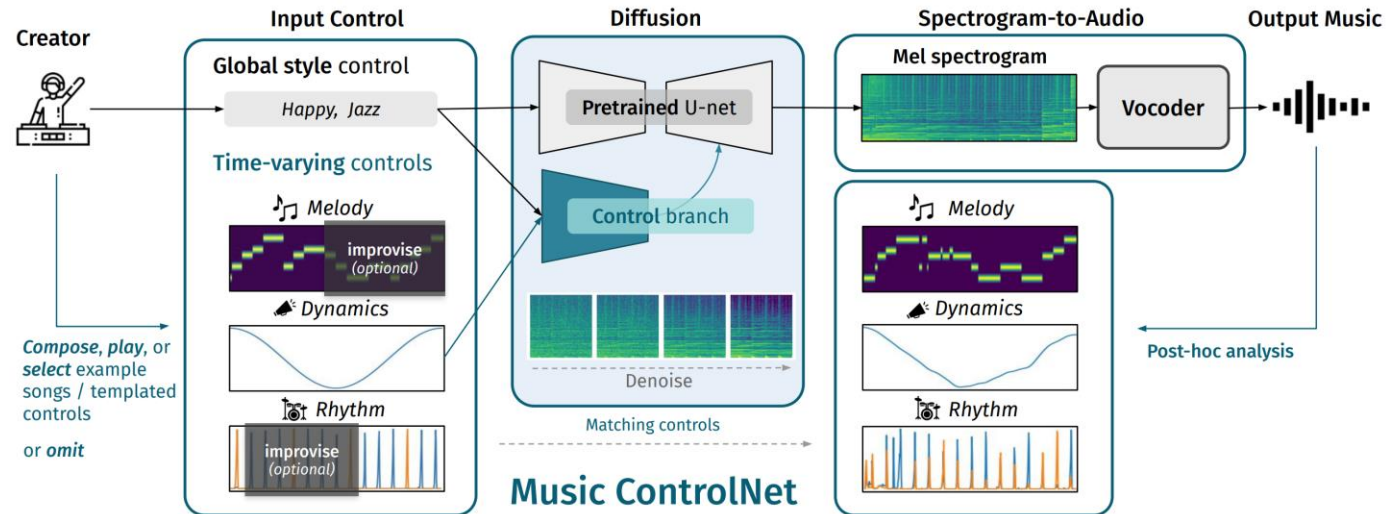 Creator
Input Control
Diffusion
Spectrogram-to-Audio
Output Music
Global style control
Happy, Jazz
Time-varying controls
Melody
improvise
(optional)
Dynamics
Rhythm
improvise
(optional)
Compose, play, or
select example
songs / templated
controls
or omit
Pretrained U-net
Control branch
Denoise
Matching controls
Music ControlNet
Mel spectrogram
Vocoder
Melody
Dynamics
Rhythm
Post-hoc analysis